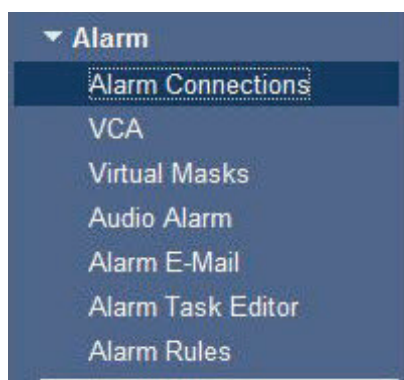 Alarm
Alarm Connections
VCA
Virtual Masks
Audio Alarm
Alarm E-Mail
Alarm Task Editor
Alarm Rules